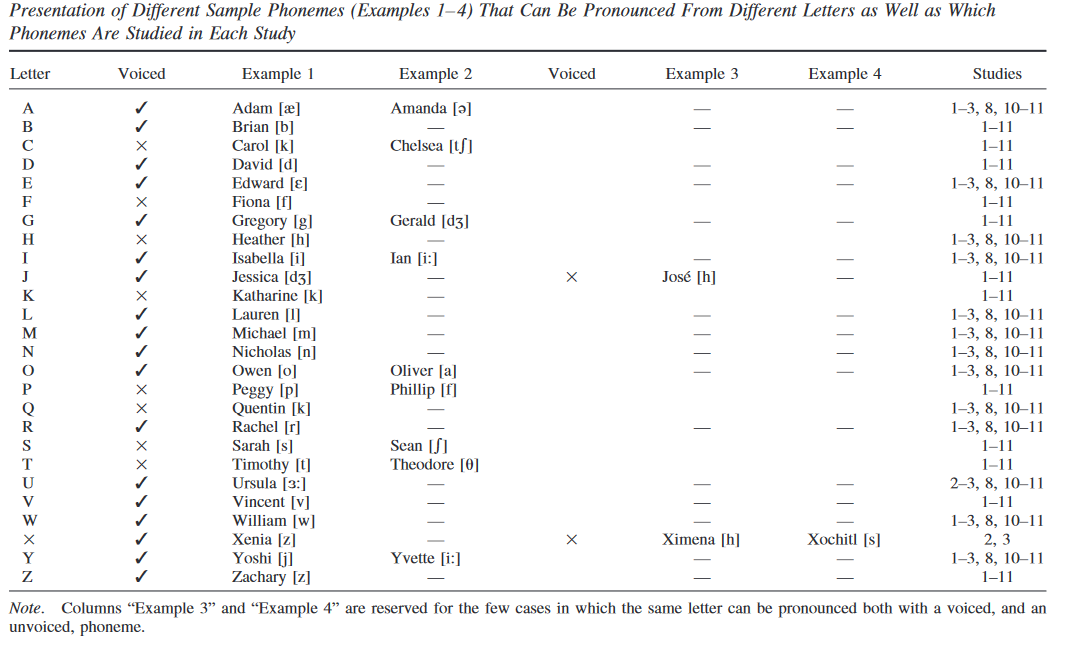 Presentation of Different Sample Phonemes (Examples 1–4) That Can Be Pronounced From Different Letters as Well as Which
Phonemes Are Studied in Each Study
Letter Voiced Example 1 Example 2 Voiced Example 3 Example 4 Studies
A ✓ Adam [æ] Amanda [ə] — — 1–3, 8, 10–11
B ✓ Brian [b] — — — 1–11
C × Carol [k] Chelsea [tʃ] 1–11
D ✓ David [d] — — — 1–11
E ✓ Edward [ɛ] — — — 1–3, 8, 10–11
F × Fiona [f] — 1–11
G ✓ Gregory [g] Gerald [dʒ] — — 1–11
H × Heather [h] — 1–3, 8, 10–11
I ✓ Isabella [i] Ian [i:] — — 1–3, 8, 10–11
J ✓ Jessica [dʒ] — × José [h] — 1–11
K × Katharine [k] — 1–11
L ✓ Lauren [l] — — — 1–3, 8, 10–11
M ✓ Michael [m] — — — 1–3, 8, 10–11
N ✓ Nicholas [n] — — — 1–3, 8, 10–11
O ✓ Owen [o] Oliver [a] — — 1–3, 8, 10–11
P × Peggy [p] Phillip [f] 1–11
Q × Quentin [k] — 1–3, 8, 10–11
R ✓ Rachel [r] — — — 1–3, 8, 10–11
S × Sarah [s] Sean [ʃ] 1–11
T × Timothy [t] Theodore [θ] 1–11
U ✓ Ursula [ɜ:] — — — 2–3, 8, 10–11
V ✓ Vincent [v] — — — 1–11
W ✓ William [w] — — — 1–3, 8, 10–11
× ✓ Xenia [z] — × Ximena [h] Xochitl [s] 2, 3
Y ✓ Yoshi [j] Yvette [i:] — — 1–3, 8, 10–11
Z ✓ Zachary [z] — — — 1–11
Note. Columns “Example 3” and “Example 4” are reserved for the few cases in which the same letter can be pronounced both with a voiced, and an
unvoiced, phoneme.